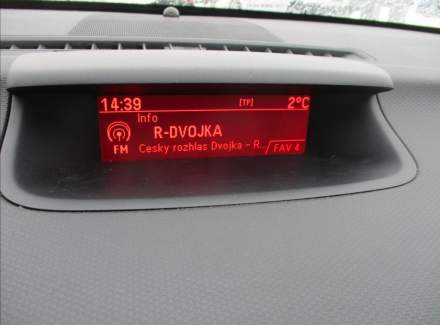 14:39 [TP] 2°C
Info
R-DVOJKA
FM Cesky rozhlas Dvojka - R... FAV 4